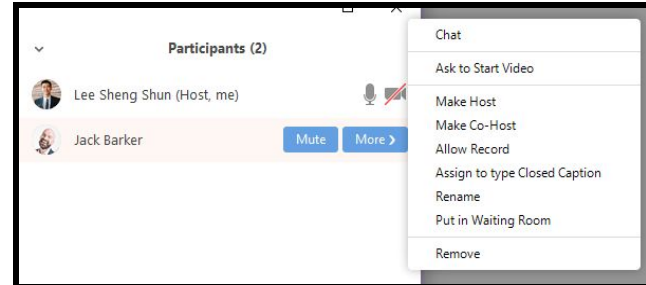 Participants (2)
Lee Sheng Shun (Host, me)
Jack Barker
Mute
More >
Chat
Ask to Start Video
Make Host
Make Co-Host
Allow Record
Assign to type Closed Caption
Rename
Put in Waiting Room
Remove